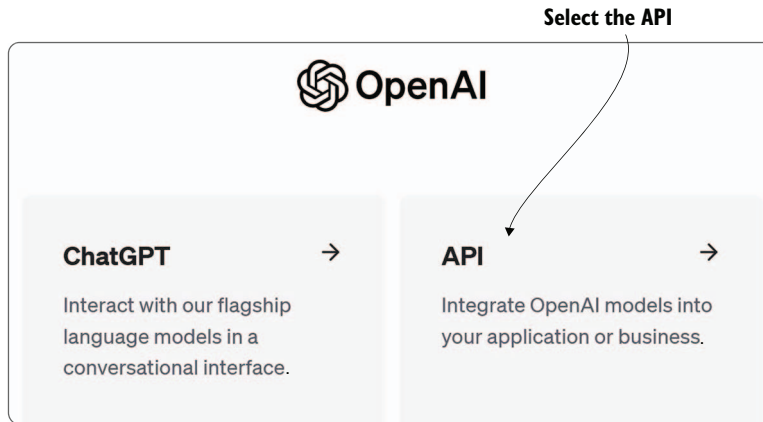 Select the API
OpenAI
ChatGPT →
Interact with our flagship
language models in a
conversational interface.
API →
Integrate OpenAI models into
your application or business.